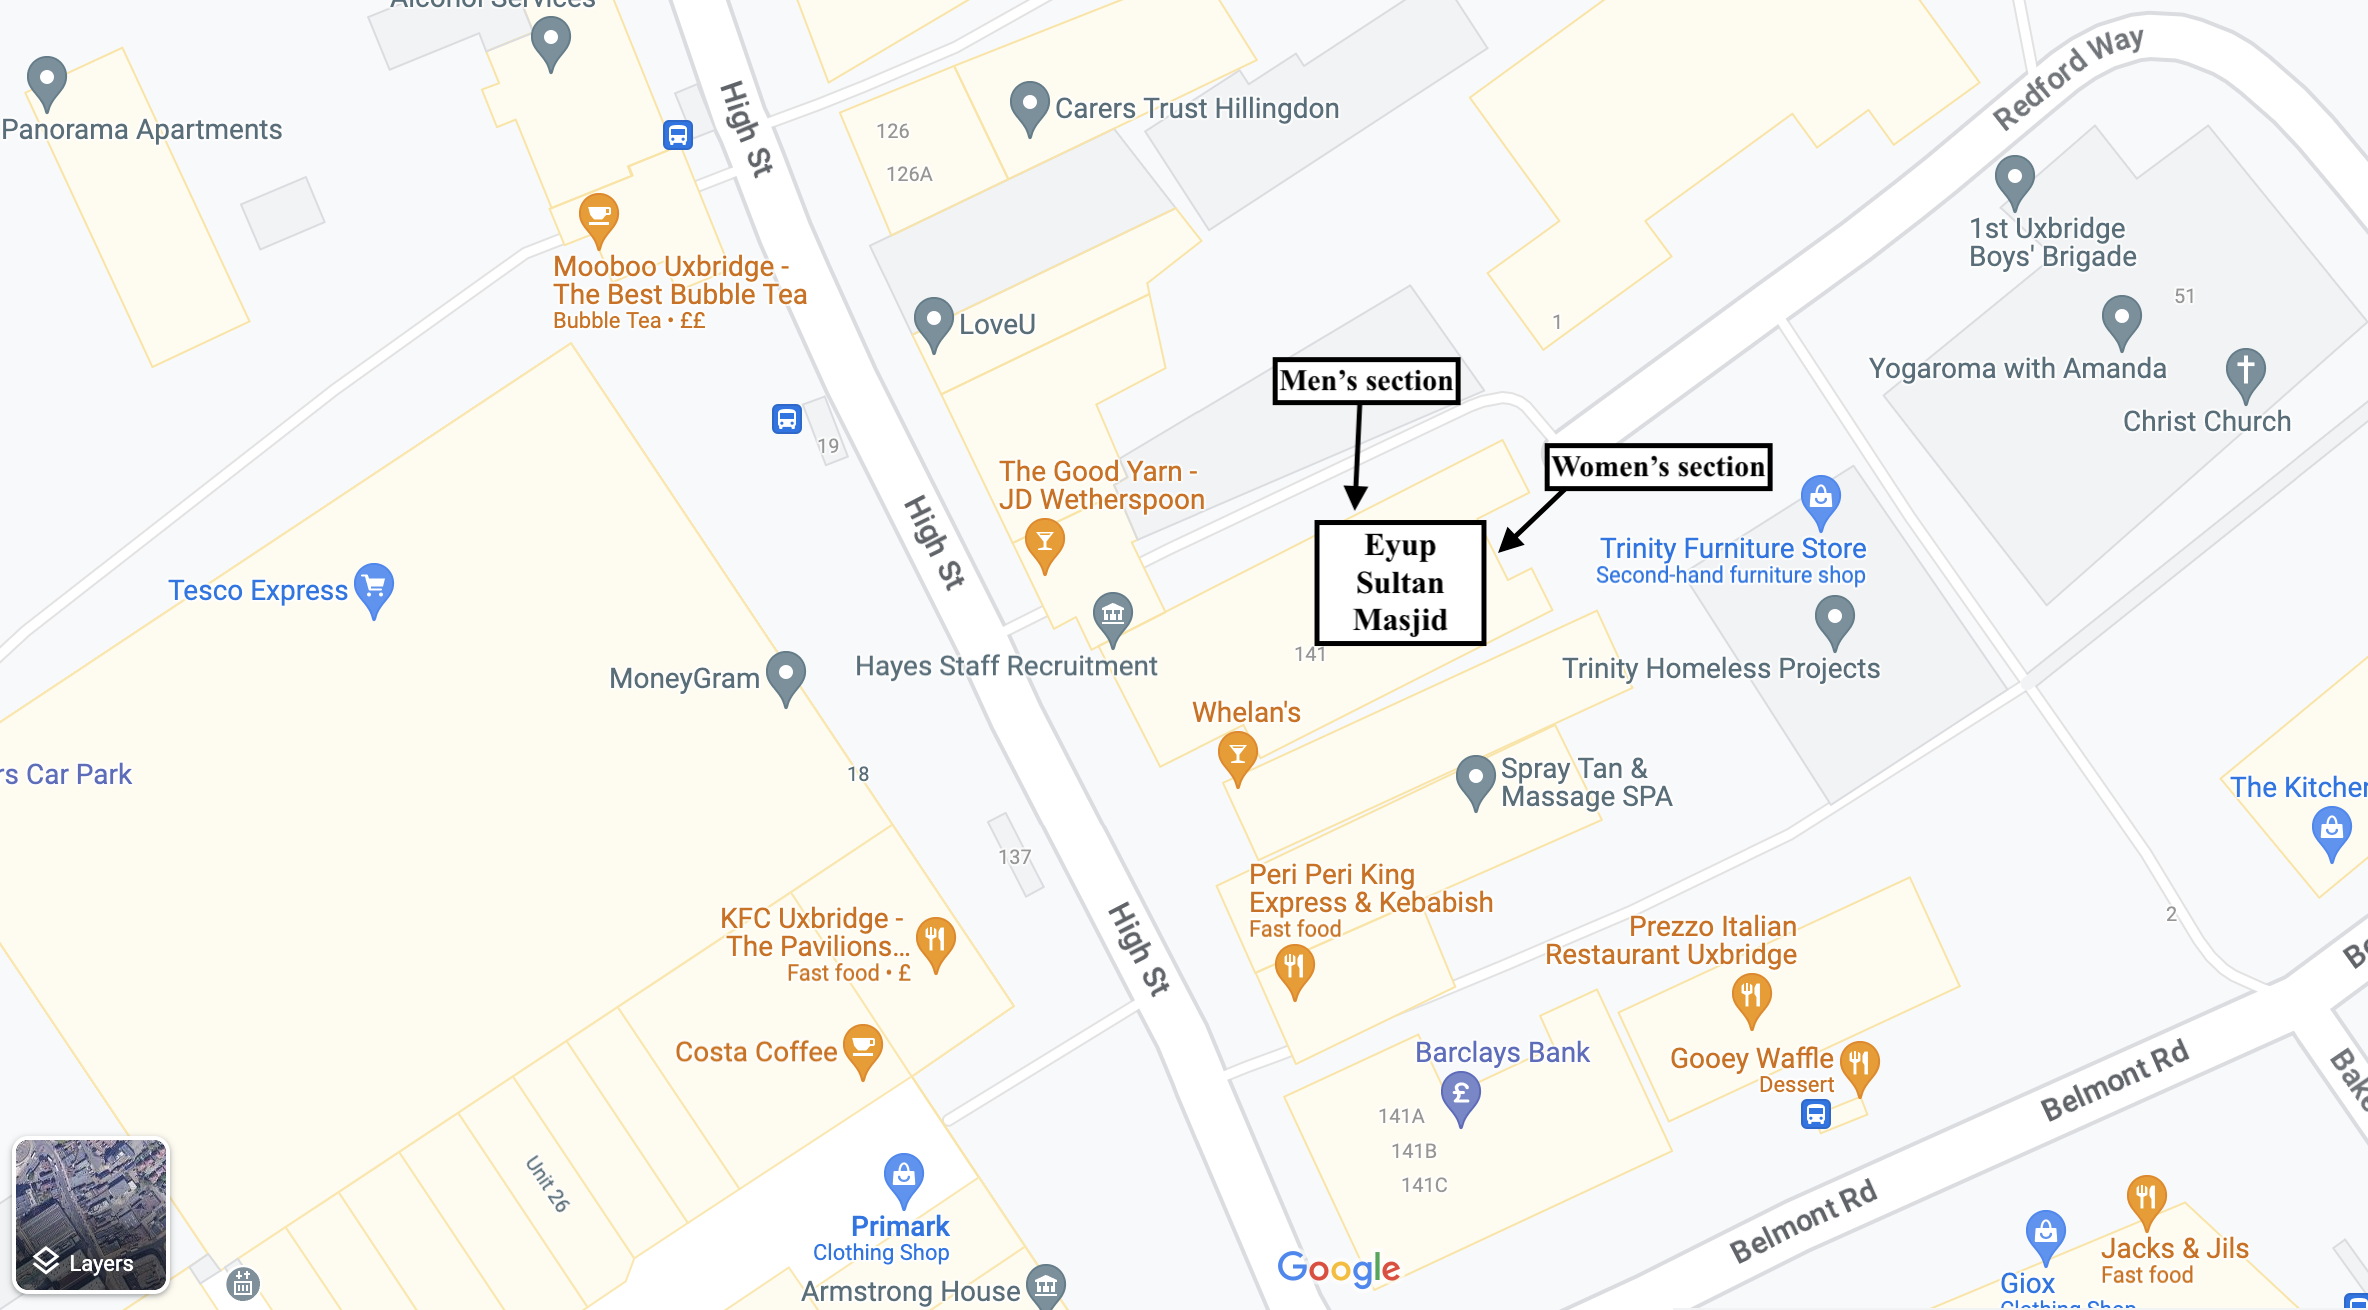 Alcohol Services
Panorama Apartments
High St
126
126A
Carers Trust Hillingdon
Redford Way
1st Uxbridge
Boys' Brigade
51
Mooboo Uxbridge -
The Best Bubble Tea
Bubble Tea • ££
LoveU
1
Yogaroma with Amanda
Christ Church
Men's section
19
The Good Yarn -
JD Wetherspoon
Women's section
High St
Eyup
Sultan
Masjid
Trinity Furniture Store
Second-hand furniture shop
Tesco Express
MoneyGram
Hayes Staff Recruitment
141
Trinity Homeless Projects
Whelan's
rs Car Park
18
Spray Tan &
Massage SPA
The Kitchen
137
Peri Peri King
Express & Kebabish
Fast food
KFC Uxbridge -
The Pavilions...
Fast food • £
High St
Prezzo Italian
Restaurant Uxbridge
2
Costa Coffee
Barclays Bank
£
Gooey Waffle
Dessert
141A
141B
141C
Belmont Rd
Unit 26
Primark
Clothing Shop
Belmont Rd
Layers
Google
Armstrong House
Jacks & Jils
Fast food
Giox
Clothing Shop